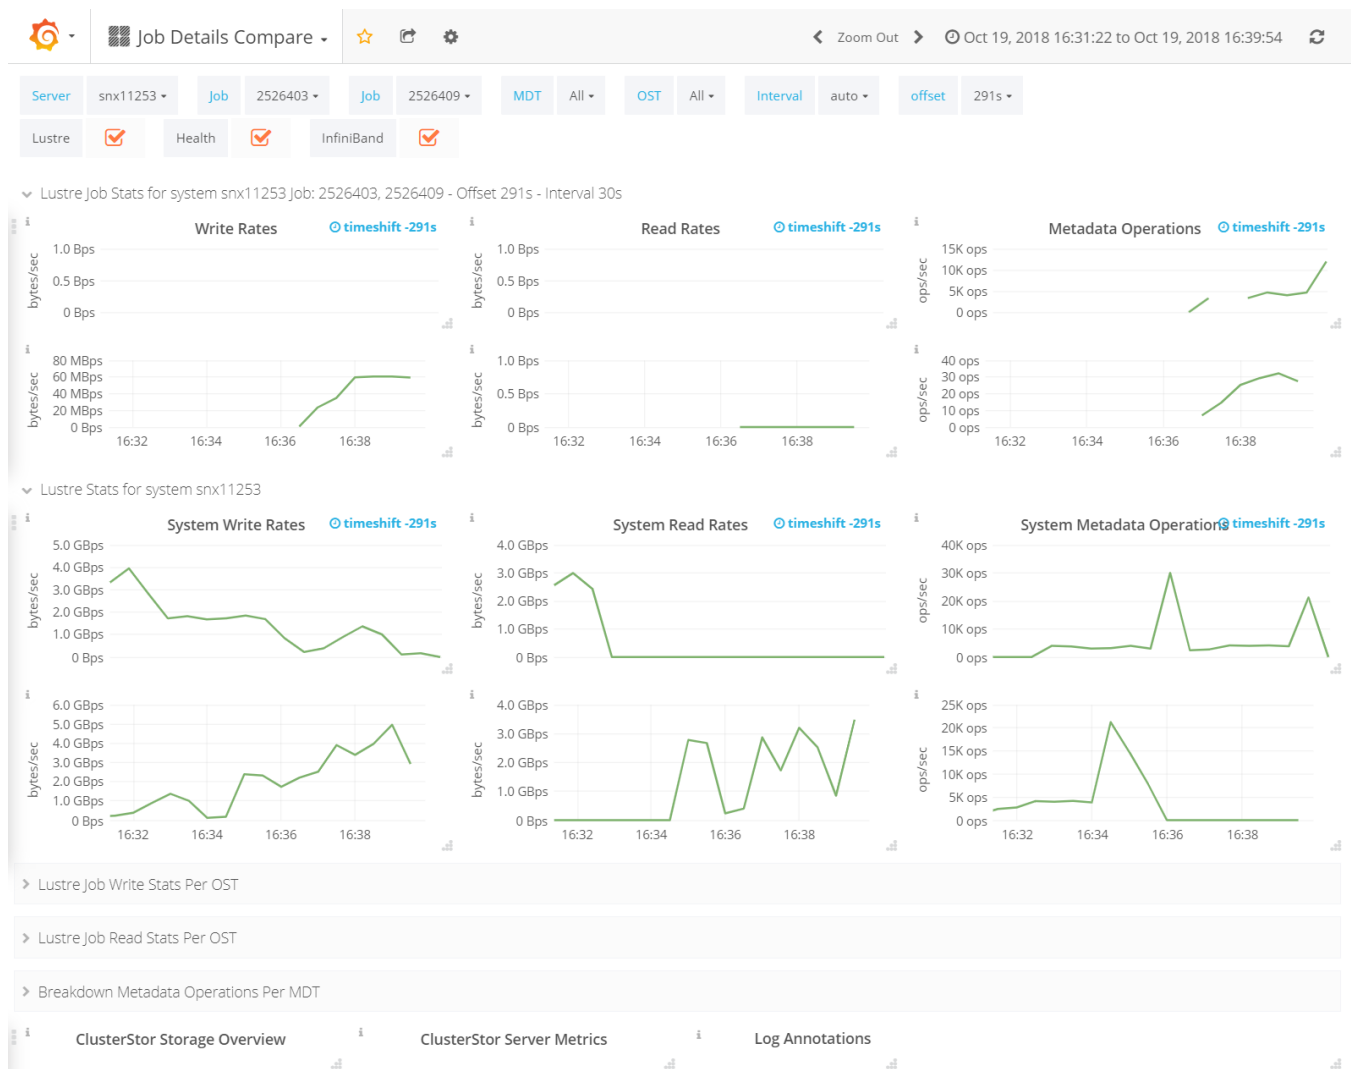 Job Details Compare
Zoom Out
Oct 19, 2018 16:31:22 to Oct 19, 2018 16:39:54
Server snx11253 Job 2526403 Job 2526409 MDT All OST All Interval auto offset 291s
Lustre Health InfiniBand
Lustre Job Stats for system snx11253 Job: 2526403, 2526409 - Offset 291s - Interval 30s
Write Rates timeshift -291s
bytes/sec
1.0 Bps
0.5 Bps
0 Bps
Read Rates timeshift -291s
bytes/sec
1.0 Bps
0.5 Bps
0 Bps
Metadata Operations timeshift -291s
ops/sec
15K ops
10K ops
5K ops
0 ops
bytes/sec
80 MBps
60 MBps
40 MBps
20 MBps
0 Bps
16:32 16:34 16:36 16:38
bytes/sec
1.0 Bps
0.5 Bps
0 Bps
16:32 16:34 16:36 16:38
ops/sec
40 ops
30 ops
20 ops
10 ops
0 ops
16:32 16:34 16:36 16:38
Lustre Stats for system snx11253
System Write Rates timeshift -291s
bytes/sec
5.0 GBps
4.0 GBps
3.0 GBps
2.0 GBps
1.0 GBps
0 Bps
System Read Rates timeshift -291s
bytes/sec
4.0 GBps
3.0 GBps
2.0 GBps
1.0 GBps
0 Bps
System Metadata Operations timeshift -291s
ops/sec
40K ops
30K ops
20K ops
10K ops
0 ops
bytes/sec
6.0 GBps
5.0 GBps
4.0 GBps
3.0 GBps
2.0 GBps
1.0 GBps
0 Bps
16:32 16:34 16:36 16:38
bytes/sec
4.0 GBps
3.0 GBps
2.0 GBps
1.0 GBps
0 Bps
16:32 16:34 16:36 16:38
ops/sec
25K ops
20K ops
15K ops
10K ops
5K ops
0 ops
16:32 16:34 16:36 16:38
Lustre Job Write Stats Per OST
Lustre Job Read Stats Per OST
Breakdown Metadata Operations Per MDT
ClusterStor Storage Overview
ClusterStor Server Metrics
Log Annotations